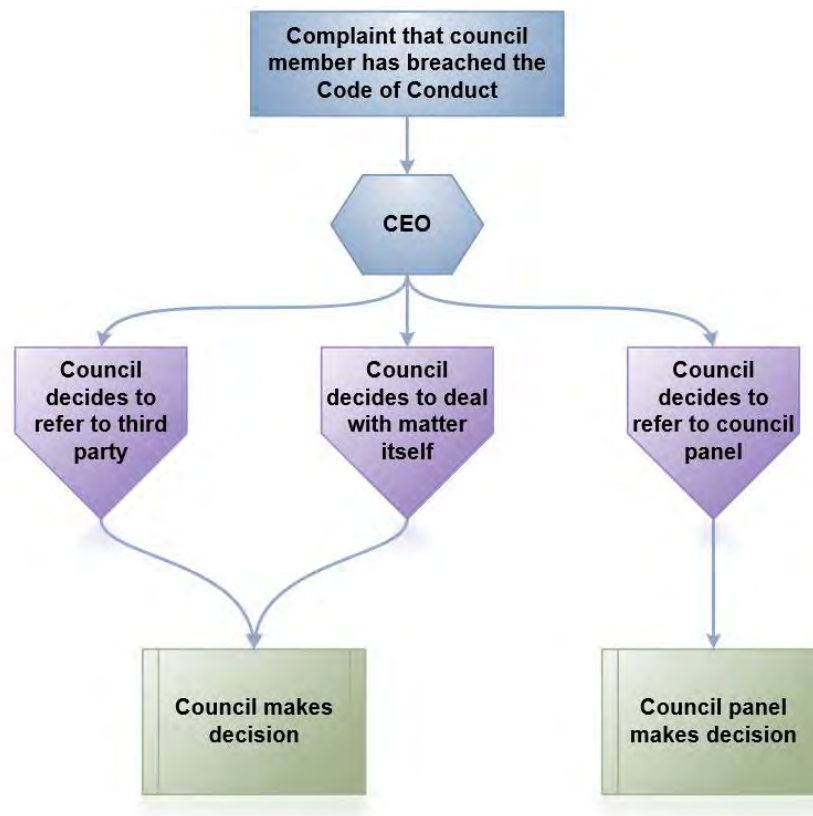 Complaint that council
member has breached the
Code of Conduct
CEO
Council
decides to
refer to third
party
Council
decides to deal
with matter
itself
Council
decides to
refer to council
panel
Council makes
decision
Council panel
makes decision